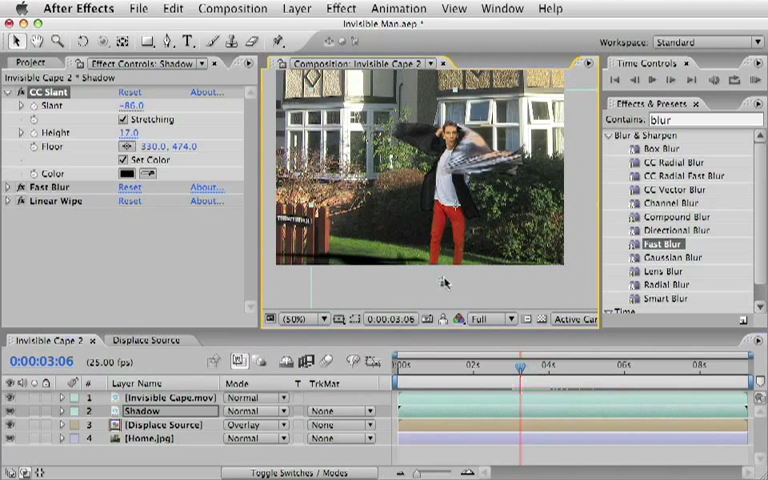 After Effects File Edit Composition Layer Effect Animation View Window Help
Invisible Man.aep *
Workspace: Standard
Project Effect Controls: Shadow
Composition: Invisible Cape 2
Time Controls
Invisible Cape 2 * Shadow
CC Slant Reset About...
Slant -86.0
Stretching
Height 17.0
Floor 330.0, 474.0
Set Color
Color
Fast Blur Reset About...
Linear Wipe Reset About...
Effects & Presets
Contains: blur
Blur & Sharpen
Box Blur
CC Radial Blur
CC Radial Fast Blur
CC Vector Blur
Channel Blur
Compound Blur
Directional Blur
Fast Blur
Gaussian Blur
Lens Blur
Radial Blur
Smart Blur
Time
(50%) 0:00:03:06 Full Active Car
Invisible Cape 2 Displace Source
0:00:03:06 (25.00 fps)
:00s 02s 04s 06s 08s
# Layer Name Mode T TrkMat
1 [Invisible Cape.mov] Normal
2 Shadow Normal None
3 [Displace Source] Overlay None
4 [Home.jpg] Normal None
Toggle Switches / Modes